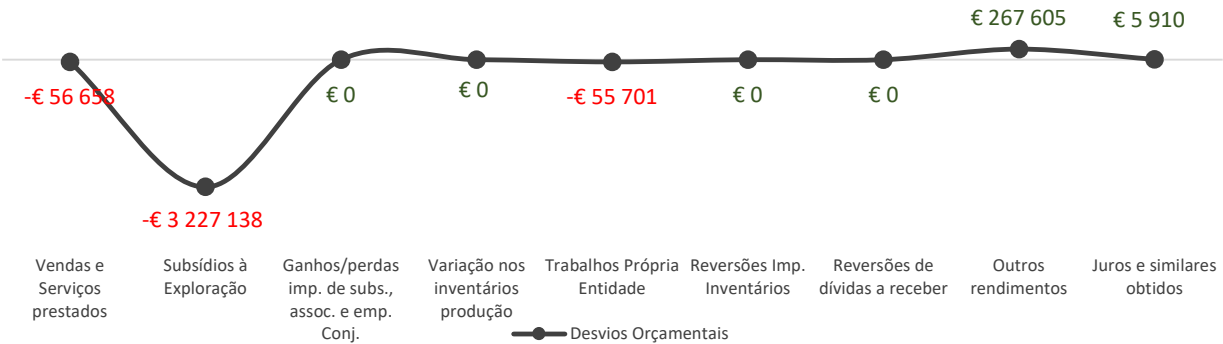 € 267 605
€ 5 910
-€ 56 658
€ 0
€ 0
-€ 55 701
€ 0
€ 0
-€ 3 227 138
Vendas e
Serviços
prestados
Subsídios à
Exploração
Ganhos/perdas
imp. de subs.,
assoc. e emp.
Conj.
Variação nos
inventários
produção
Trabalhos Própria
Entidade
Reversões Imp.
Inventários
Reversões de
dívidas a receber
Outros
rendimentos
Juros e similares
obtidos
Desvios Orçamentais